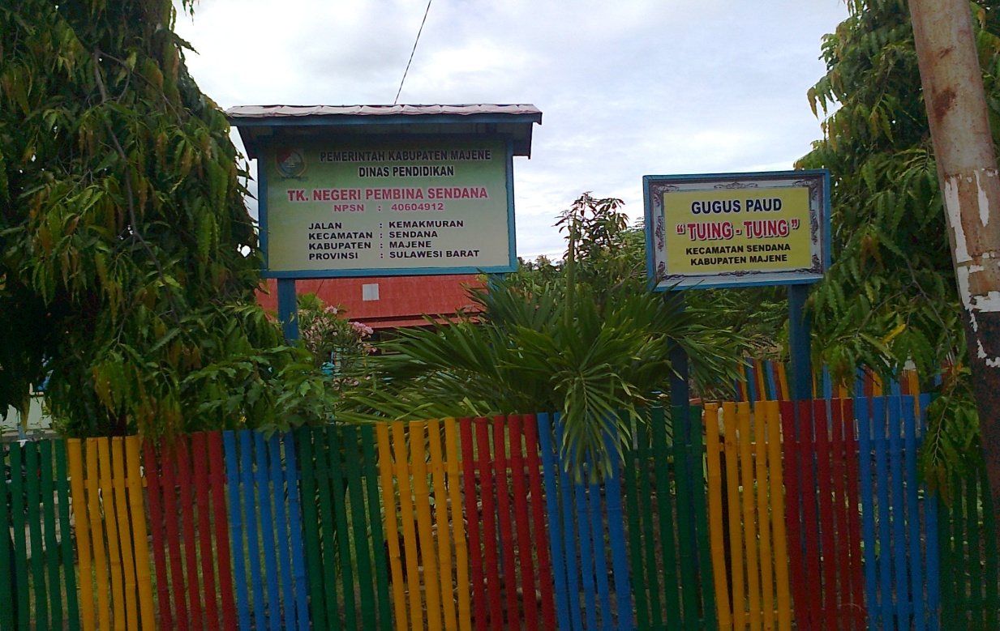 PEMERINTAH KABUPATEN MAJENE
DINAS PENDIDIKAN
TK. NEGERI PEMBINA SENDANA
NPSN : 40604912
JALAN : KEMAKMURAN
KECAMATAN : SENDANA
KABUPATEN : MAJENE
PROVINSI : SULAWESI BARAT
GUGUS PAUD
"TUING - TUING"
KECAMATAN SENDANA
KABUPATEN MAJENE